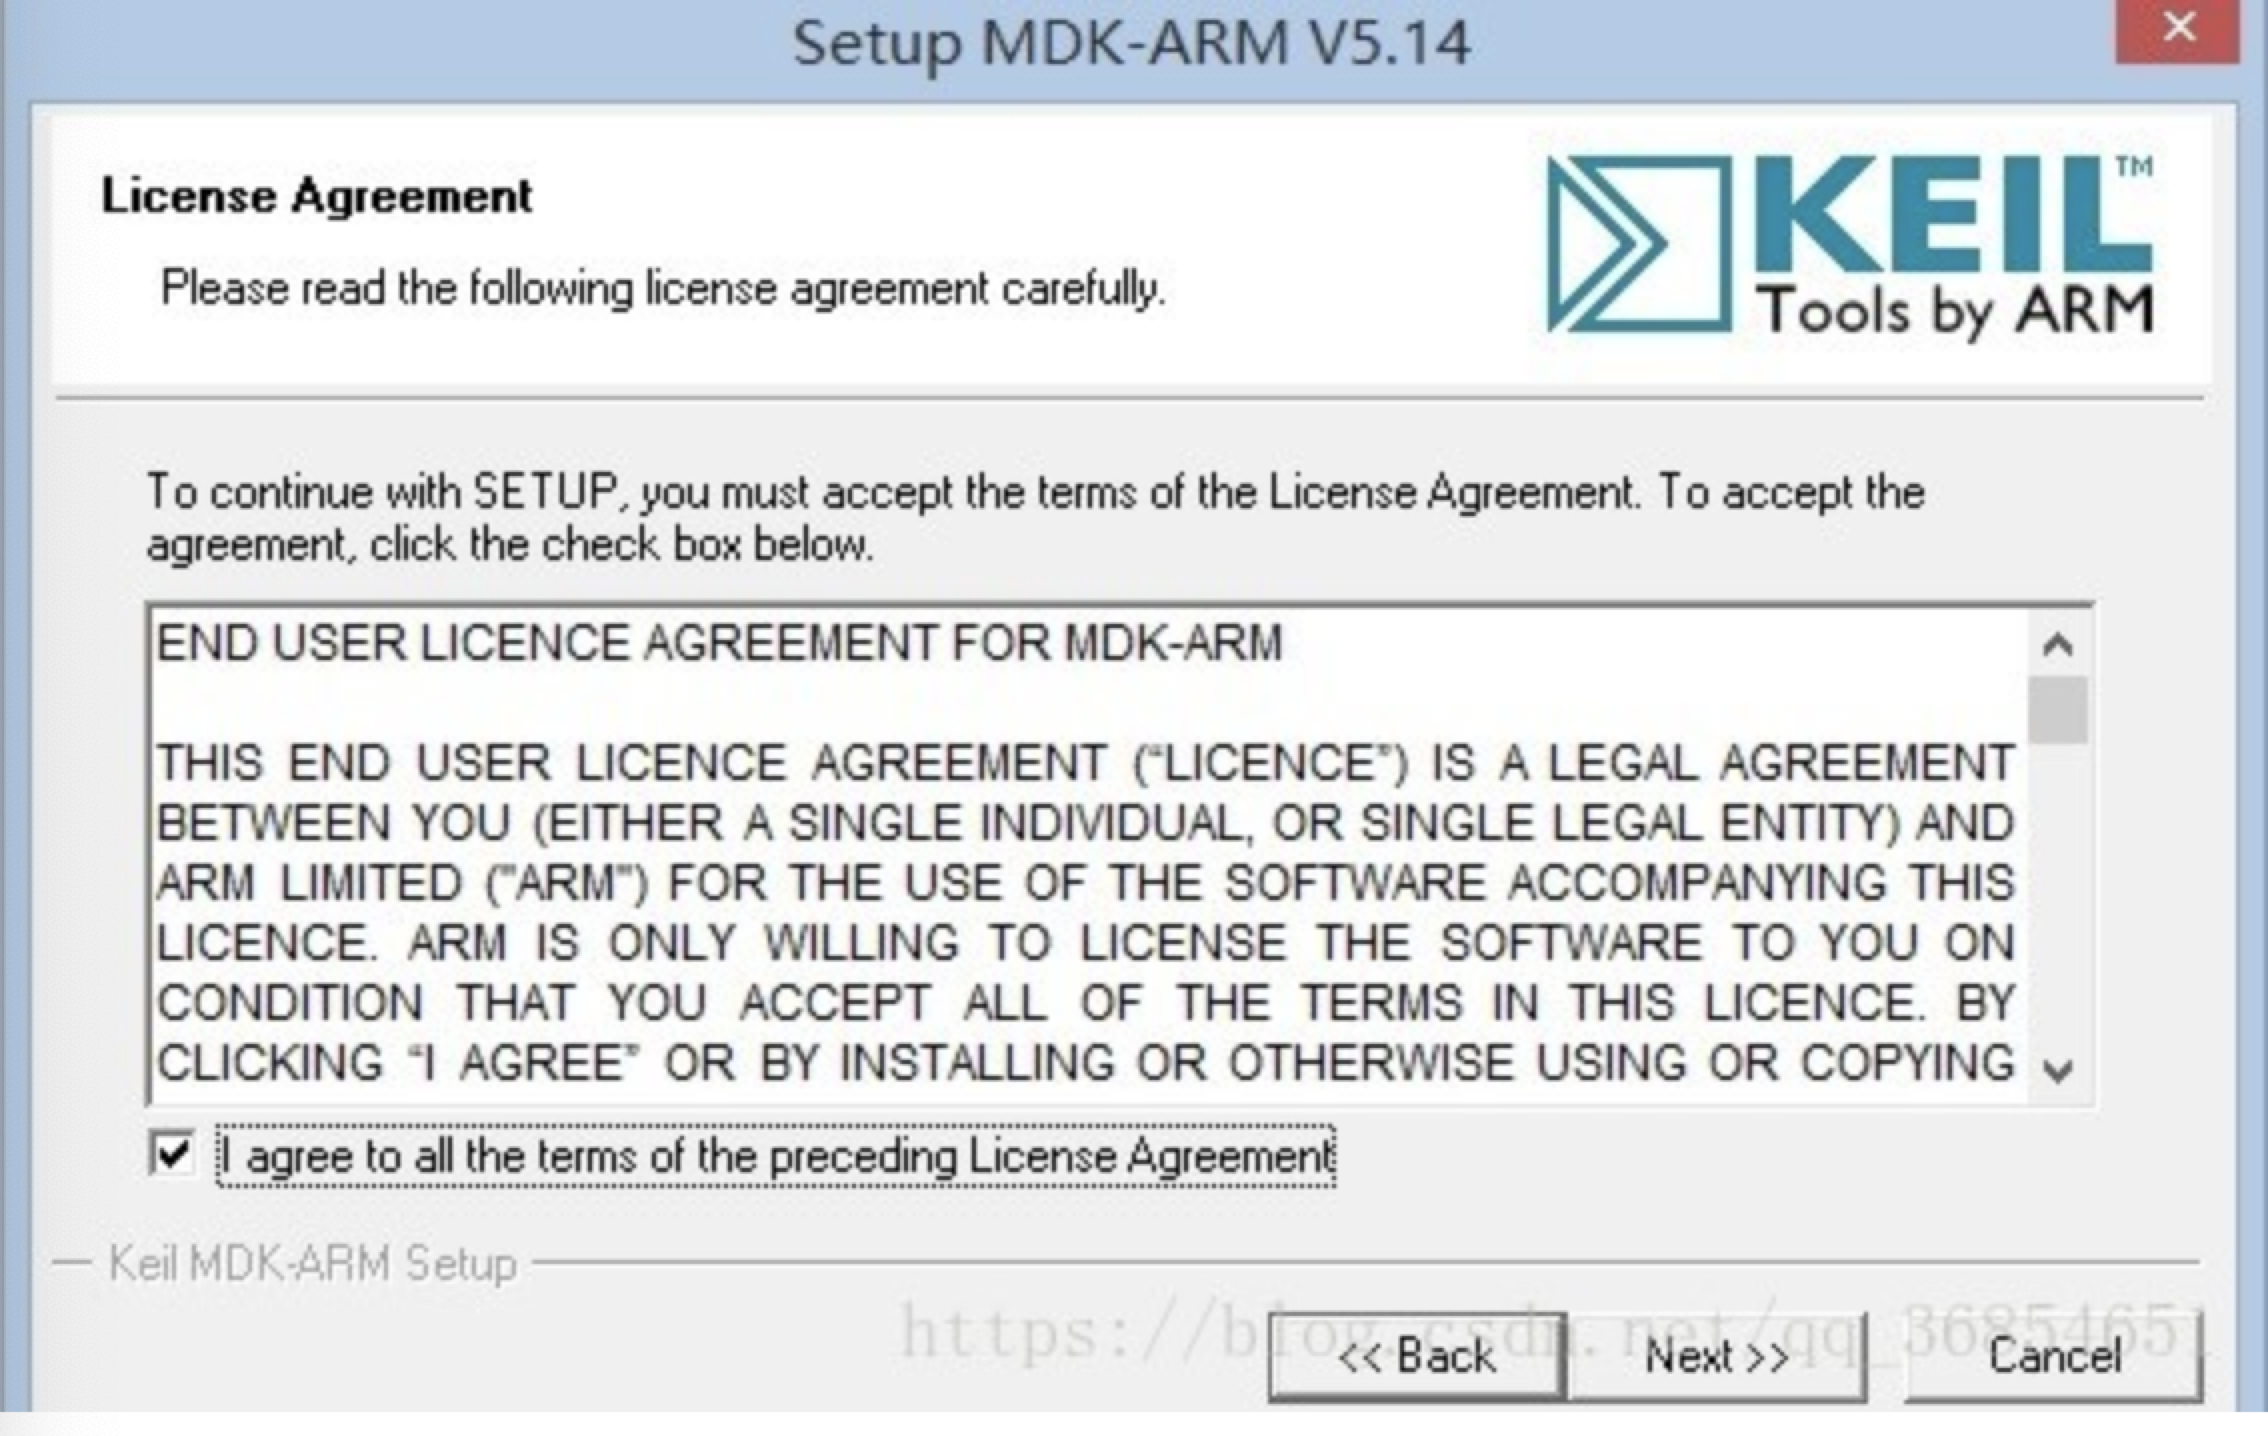 Setup MDK-ARM V5.14
License Agreement
Please read the following license agreement carefully.
KEIL™
Tools by ARM
To continue with SETUP, you must accept the terms of the License Agreement. To accept the
agreement, click the check box below.
END USER LICENCE AGREEMENT FOR MDK-ARM
THIS END USER LICENCE AGREEMENT (“LICENCE”) IS A LEGAL AGREEMENT
BETWEEN YOU (EITHER A SINGLE INDIVIDUAL, OR SINGLE LEGAL ENTITY) AND
ARM LIMITED ("ARM") FOR THE USE OF THE SOFTWARE ACCOMPANYING THIS
LICENCE. ARM IS ONLY WILLING TO LICENSE THE SOFTWARE TO YOU ON
CONDITION THAT YOU ACCEPT ALL OF THE TERMS IN THIS LICENCE. BY
CLICKING “I AGREE” OR BY INSTALLING OR OTHERWISE USING OR COPYING
I agree to all the terms of the preceding License Agreement
Keil MDK-ARM Setup
https://blog.csdn.net/qq_36854651
<< Back
Next >>
Cancel